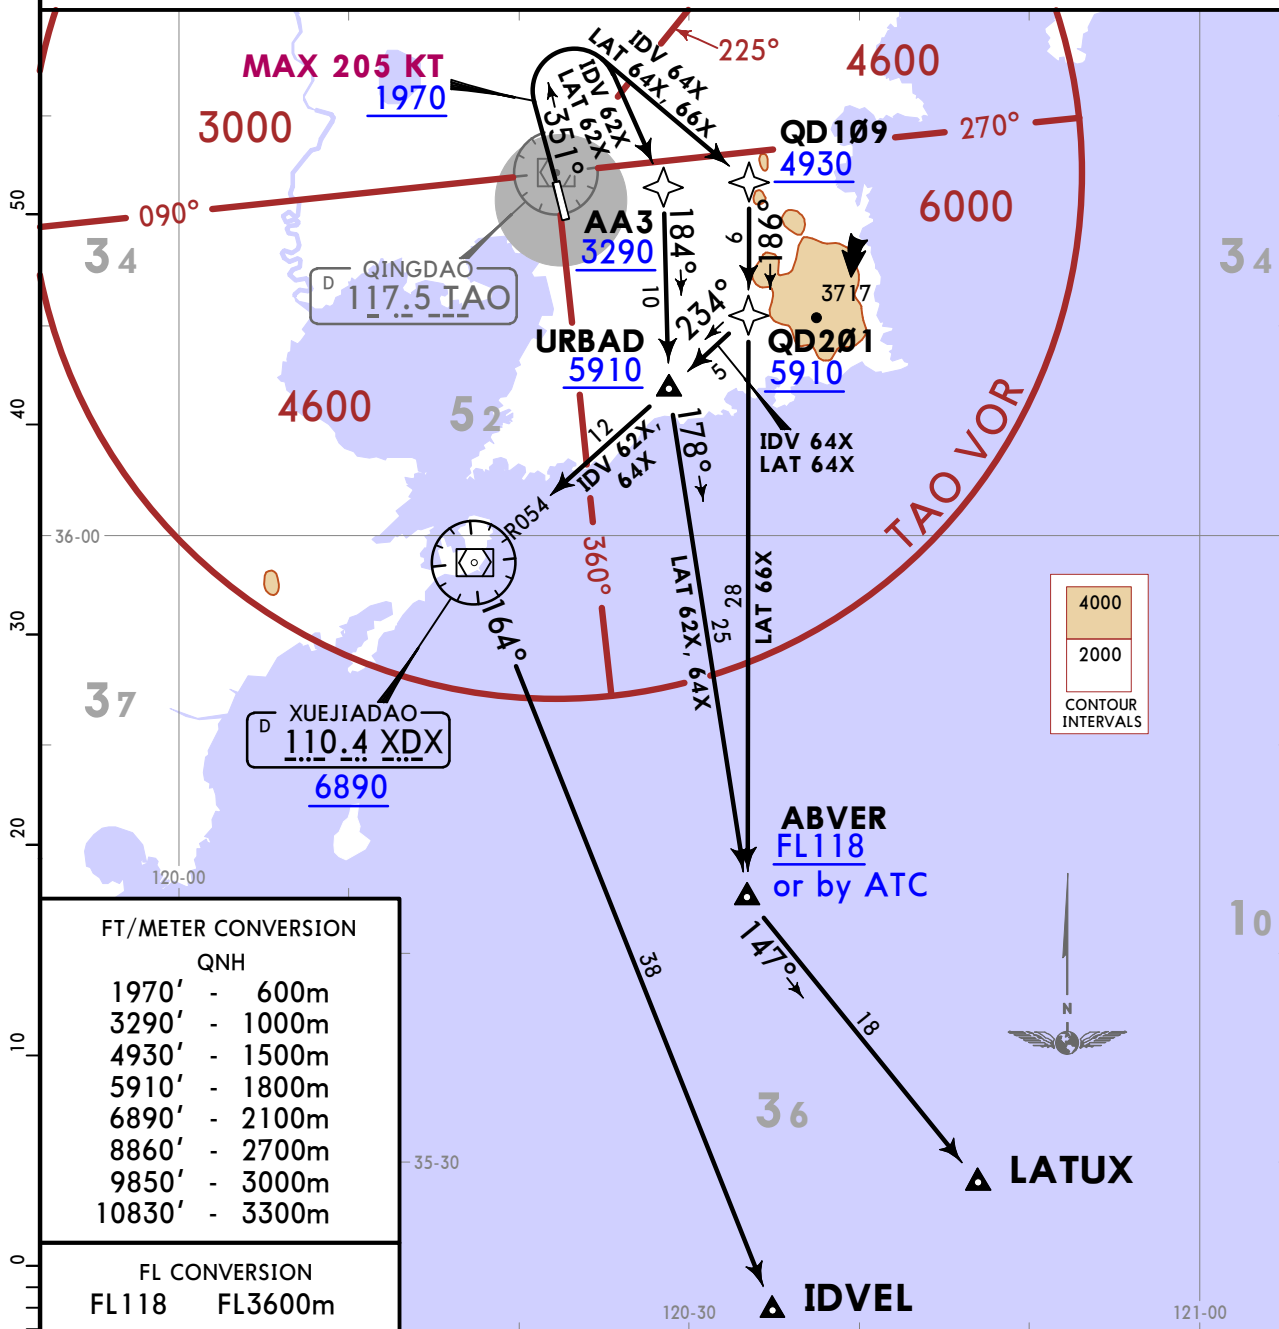 IDV 64X
LAT 64X, 66X
225°
4600
MAX 205 KT
1970
IDV 62X
LAT 62X
351°
3000
QD109
4930
270°
6000
090°
50
34
34
AA3
3290
184°
186°
9
10
QINGDAO
D 117.5 TAO
3717
234°
URBAD
5910
QD201
5910
5
40
4600
52
IDV 64X
LAT 64X
178°
12
IDV 62X,
64X
TAO VOR
R054
36-00
360°
LAT 62X, 64X
25
28
LAT 66X
4000
2000
CONTOUR
INTERVALS
30
164°
37
XUEJIADAO
D 110.4 XDX
6890
20
ABVER
FL118
or by ATC
120-00
10
147°
38
18
N
FT/METER CONVERSION
QNH
1970' - 600m
3290' - 1000m
4930' - 1500m
5910' - 1800m
6890' - 2100m
8860' - 2700m
9850' - 3000m
10830' - 3300m
10
36
35-30
LATUX
0
FL CONVERSION
FL118 FL3600m
IDVEL
120-30
121-00